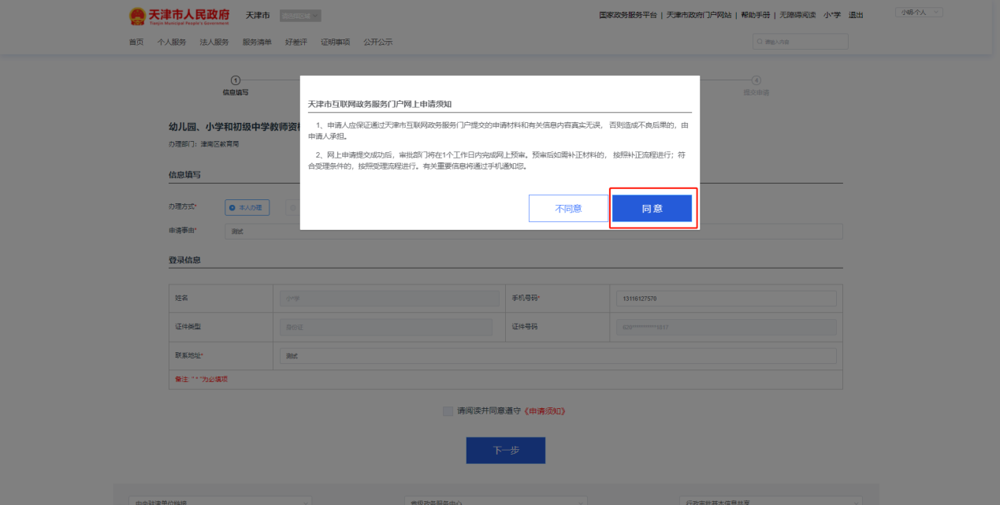 天津市人民政府
Tianjin Municipal People's Government
天津市
请选择区域
国家政务服务平台 | 天津市政府门户网站 | 帮助手册 | 无障碍阅读 小*学 退出
首页 个人服务 法人服务 服务清单 好差评 证明事项 公开公示
请输入内容
1
信息填写
4
提交申请
天津市互联网政务服务门户网上申请须知
1、申请人应保证通过天津市互联网政务服务门户提交的申请材料和有关信息内容真实无误， 否则造成不良后果的，由
申请人承担。
2、网上申请提交成功后，审批部门将在1个工作日内完成网上预审。预审后如需补正材料的， 按照补正流程进行；符
合受理条件的，按照受理流程进行。有关重要信息将通过手机通知您。
不同意 同意
幼儿园、小学和初级中学教师资
办理部门：津南区教育局
信息填写
办理方式* 本人办理
申请事由* 测试
登录信息
姓名 小*学 手机号码* 13116127570
证件类型 身份证 证件号码
联系地址* 测试
备注: " * "为必填项
请阅读并同意遵守《申请须知》
下一步